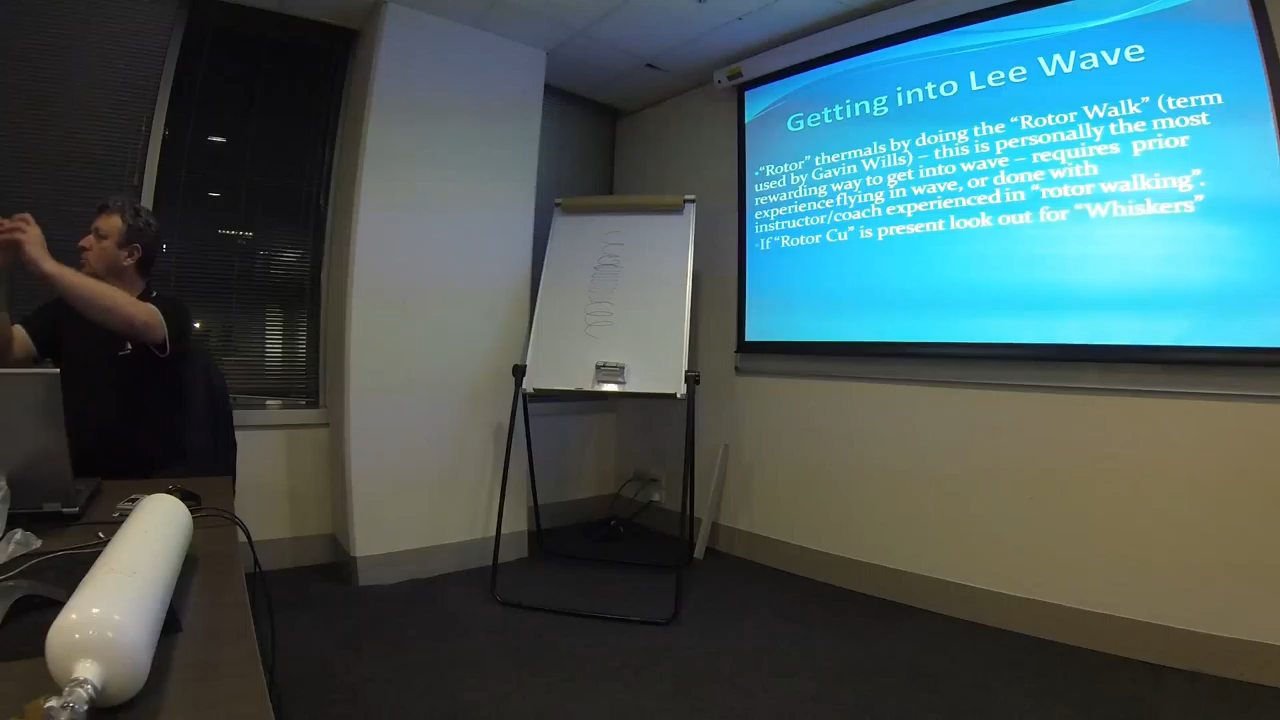 Getting into Lee Wave
•“Rotor” thermals by doing the “Rotor Walk” (term
used by Gavin Wills) – this is personally the most
rewarding way to get into wave – requires prior
experience flying in wave, or done with
instructor/coach experienced in “rotor walking”.
•If “Rotor Cu” is present look out for “Whiskers”